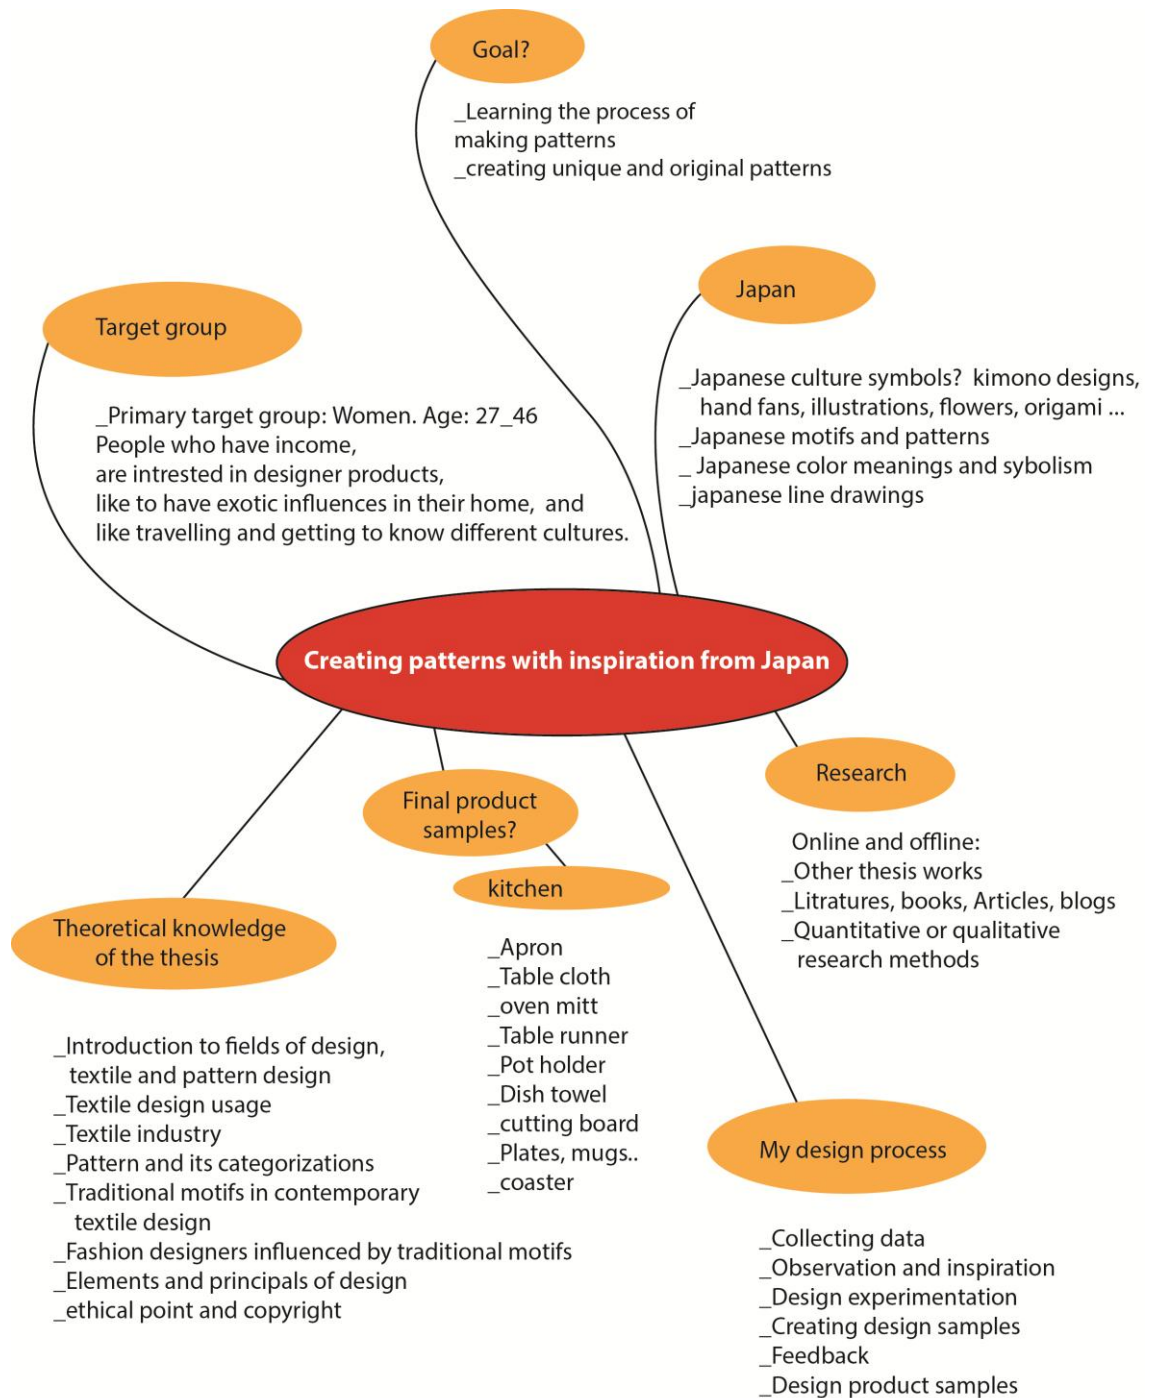 Goal?
_Learning the process of
making patterns
_creating unique and original patterns
Japan
_Japanese culture symbols?  kimono designs,
hand fans, illustrations, flowers, origami ...
_Japanese motifs and patterns
_ Japanese color meanings and sybolism
_japanese line drawings
Target group
_Primary target group: Women. Age: 27_46
People who have income,
are intrested in designer products,
like to have exotic influences in their home,  and
like travelling and getting to know different cultures.
Creating patterns with inspiration from Japan
Research
Online and offline:
_Other thesis works
_Litratures, books, Articles, blogs
_Quantitative or qualitative
research methods
Final product
samples?
kitchen
_Apron
_Table cloth
_oven mitt
_Table runner
_Pot holder
_Dish towel
_cutting board
_Plates, mugs..
_coaster
Theoretical knowledge
of the thesis
_Introduction to fields of design,
textile and pattern design
_Textile design usage
_Textile industry
_Pattern and its categorizations
_Traditional motifs in contemporary
textile design
_Fashion designers influenced by traditional motifs
_Elements and principals of design
_ethical point and copyright
My design process
_Collecting data
_Observation and inspiration
_Design experimentation
_Creating design samples
_Feedback
_Design product samples